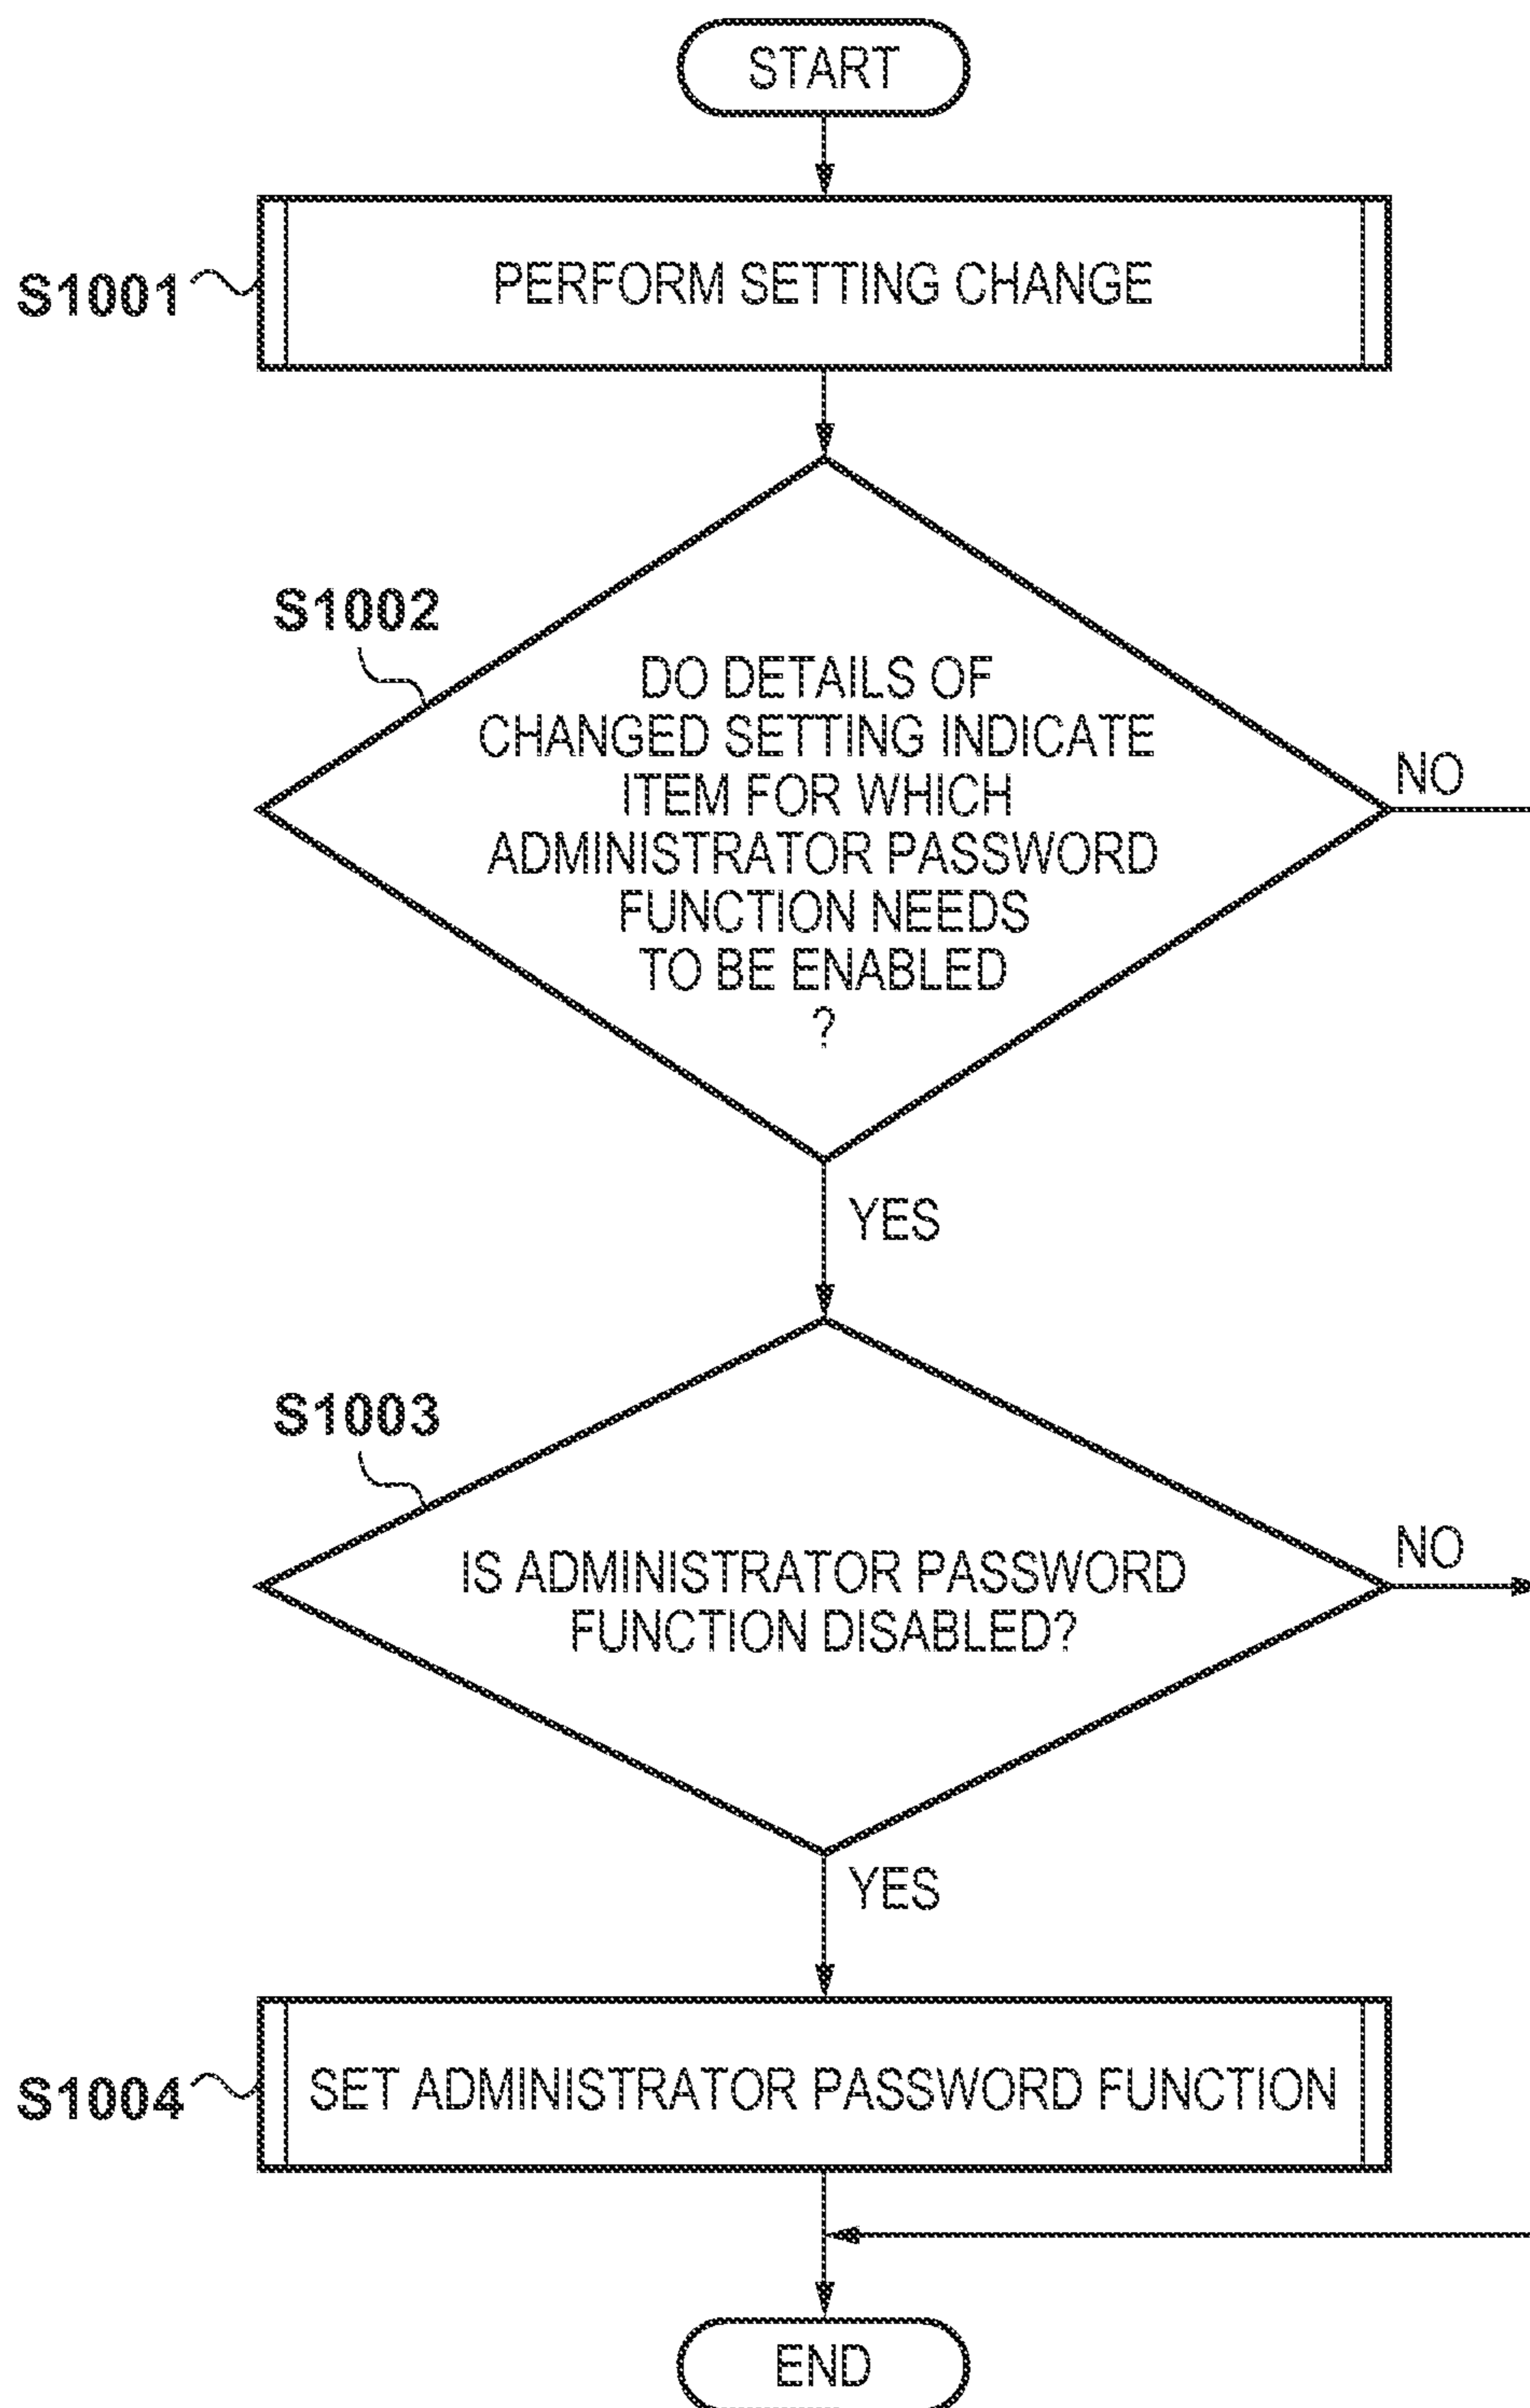 START
S1001
PERFORM SETTING CHANGE
S1002
DO DETAILS OF
CHANGED SETTING INDICATE
ITEM FOR WHICH
ADMINISTRATOR PASSWORD
FUNCTION NEEDS
TO BE ENABLED
?
NO
YES
S1003
IS ADMINISTRATOR PASSWORD
FUNCTION DISABLED?
NO
YES
S1004
SET ADMINISTRATOR PASSWORD FUNCTION
END